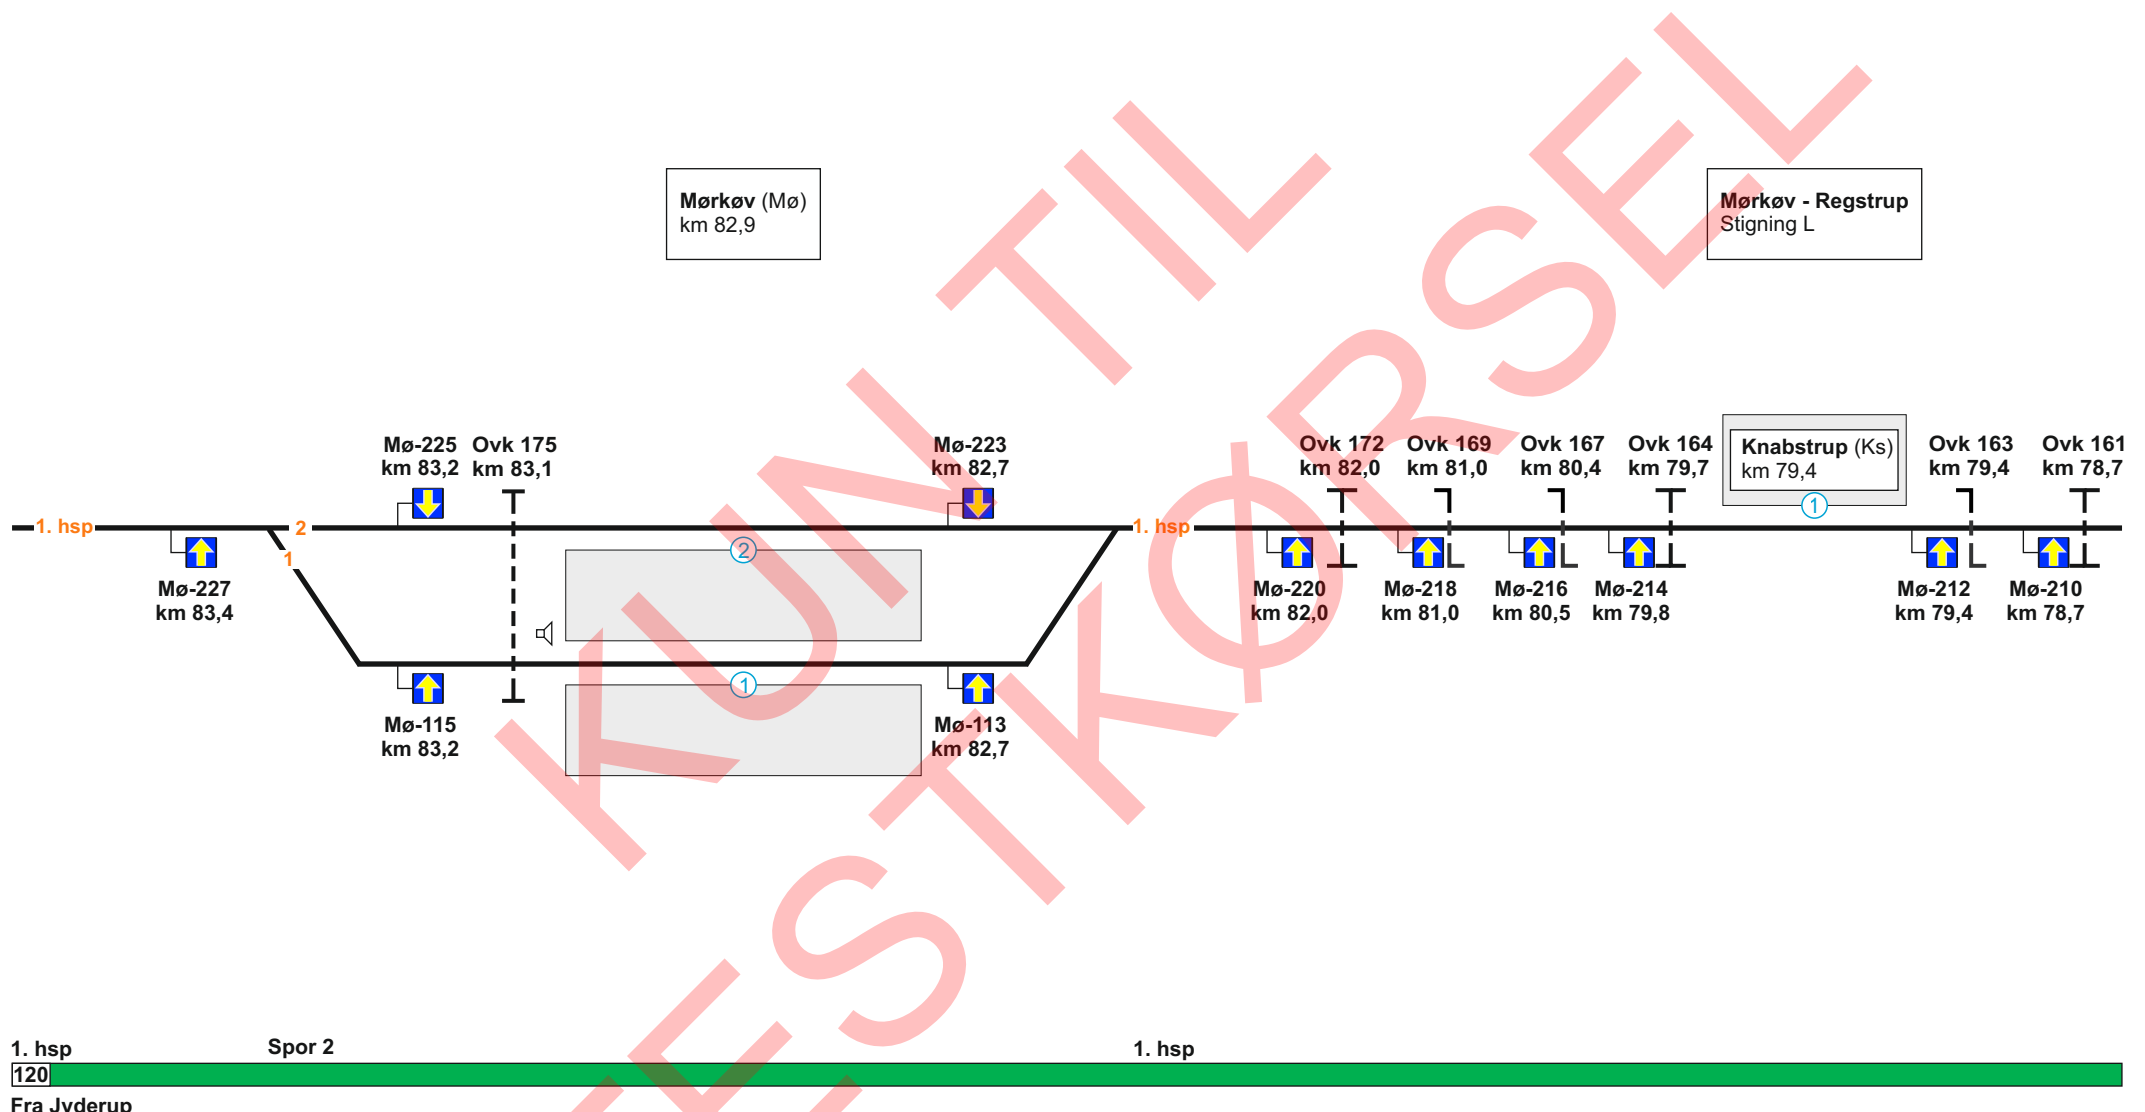 Mørkøv (Mø)
km 82,9
Mørkøv - Regstrup
Stigning L
Mø-225
km 83,2
Ovk 175
km 83,1
Mø-223
km 82,7
Ovk 172
km 82,0
Ovk 169
km 81,0
Ovk 167
km 80,4
Ovk 164
km 79,7
Knabstrup (Ks)
km 79,4
1
Ovk 163
km 79,4
Ovk 161
km 78,7
1. hsp
2
1
1. hsp
2
Mø-227
km 83,4
Mø-220
km 82,0
Mø-218
km 81,0
Mø-216
km 80,5
Mø-214
km 79,8
Mø-212
km 79,4
Mø-210
km 78,7
1
Mø-115
km 83,2
Mø-113
km 82,7
KUN TIL
TESTKØRSEL
1. hsp
Spor 2
1. hsp
120
Fra Jyderup